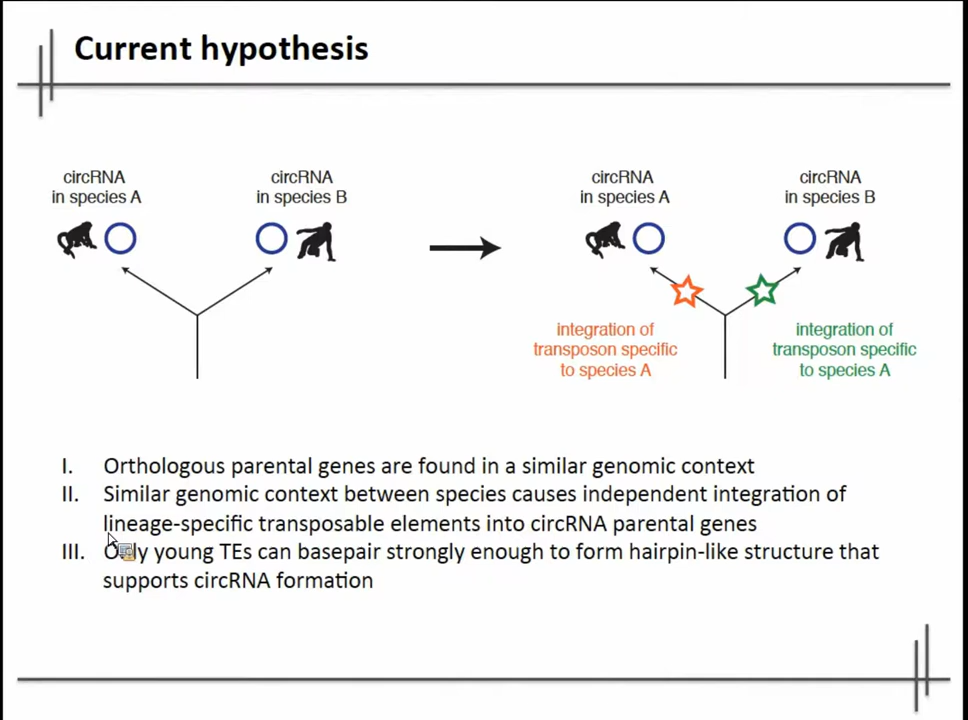 Current hypothesis
circRNA
in species A
circRNA
in species B
circRNA
in species A
circRNA
in species B
integration of
transposon specific
to species A
integration of
transposon specific
to species A
I. Orthologous parental genes are found in a similar genomic context
II. Similar genomic context between species causes independent integration of
lineage-specific transposable elements into circRNA parental genes
III. Only young TEs can basepair strongly enough to form hairpin-like structure that
supports circRNA formation